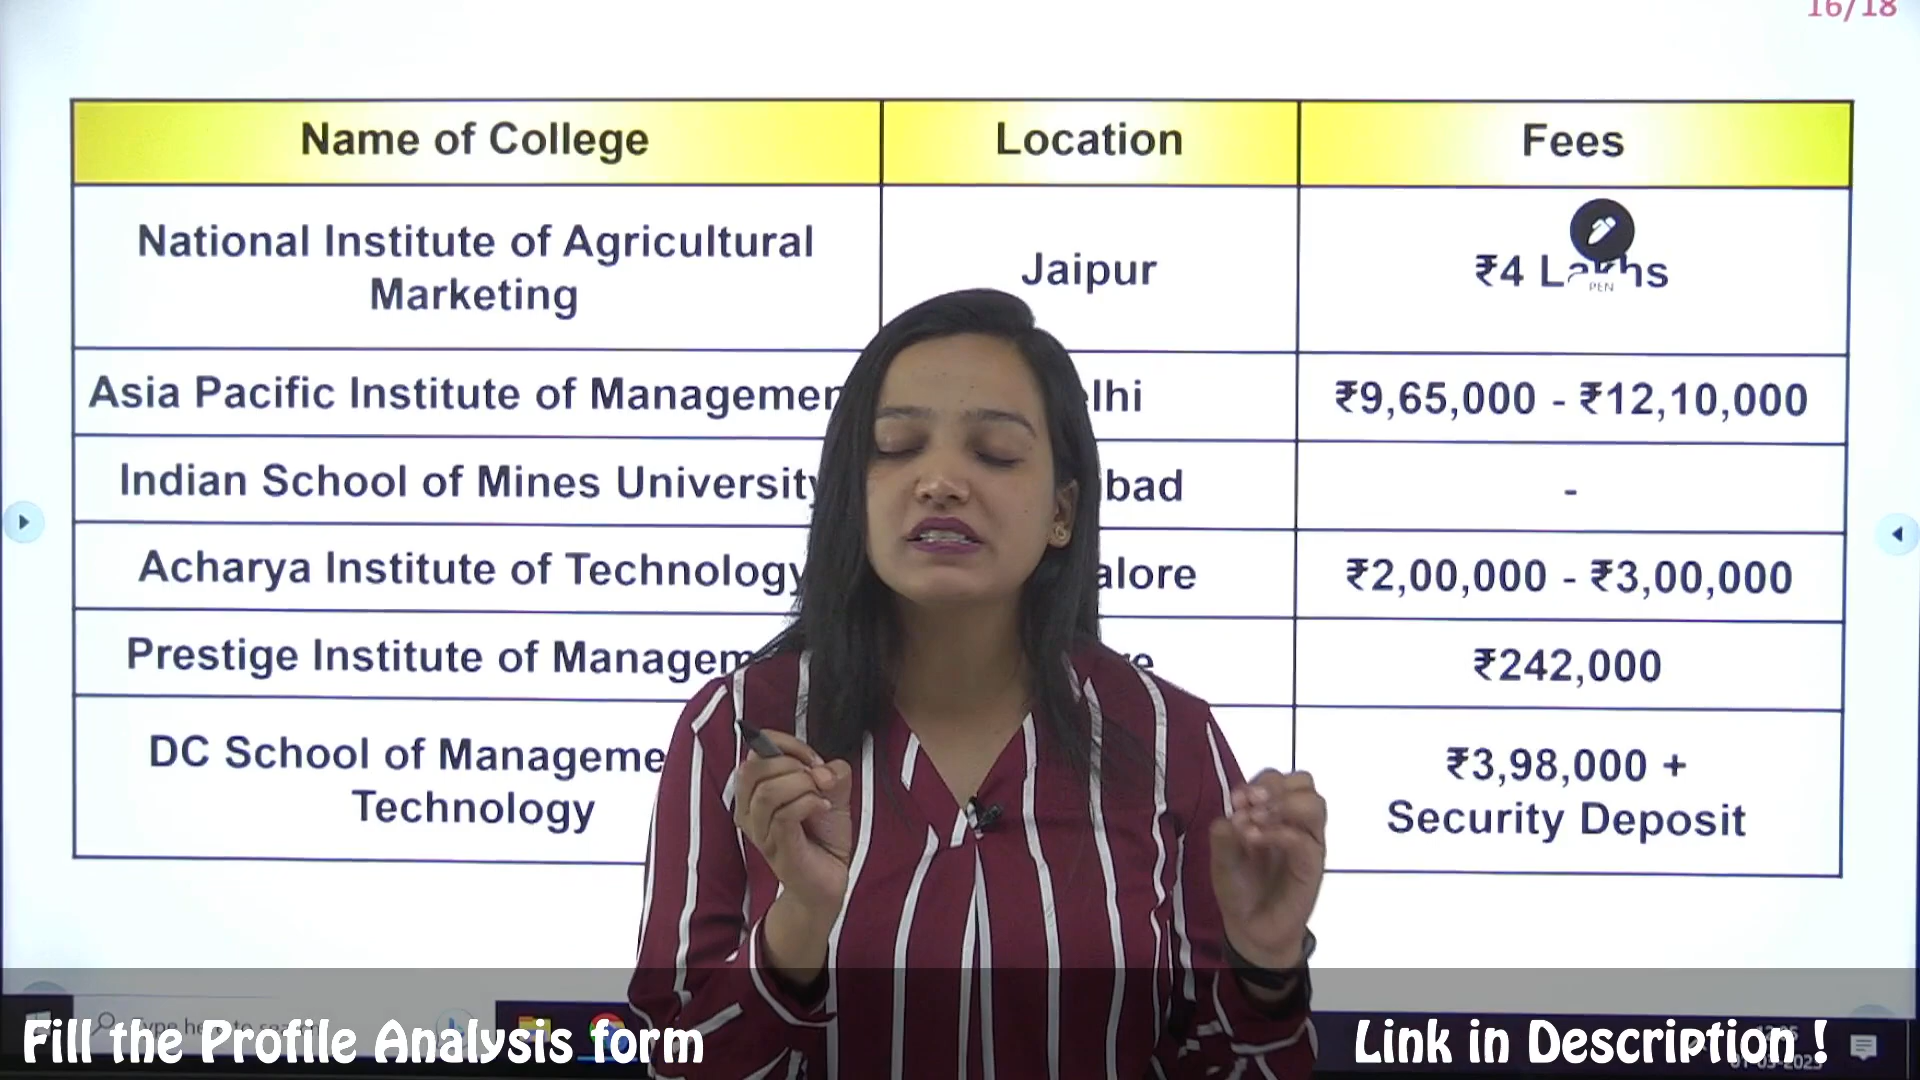 16/18
Name of College
Location
Fees
National Institute of Agricultural
Marketing
Jaipur
₹4 Lakhs
PEN
Asia Pacific Institute of Managemen
lhi
₹9,65,000 - ₹12,10,000
Indian School of Mines University
bad
-
Acharya Institute of Technology
alore
₹2,00,000 - ₹3,00,000
Prestige Institute of Managem
e
₹242,000
DC School of Manageme
Technology
₹3,98,000 +
Security Deposit
Fill the Profile Analysis form
Link in Description !